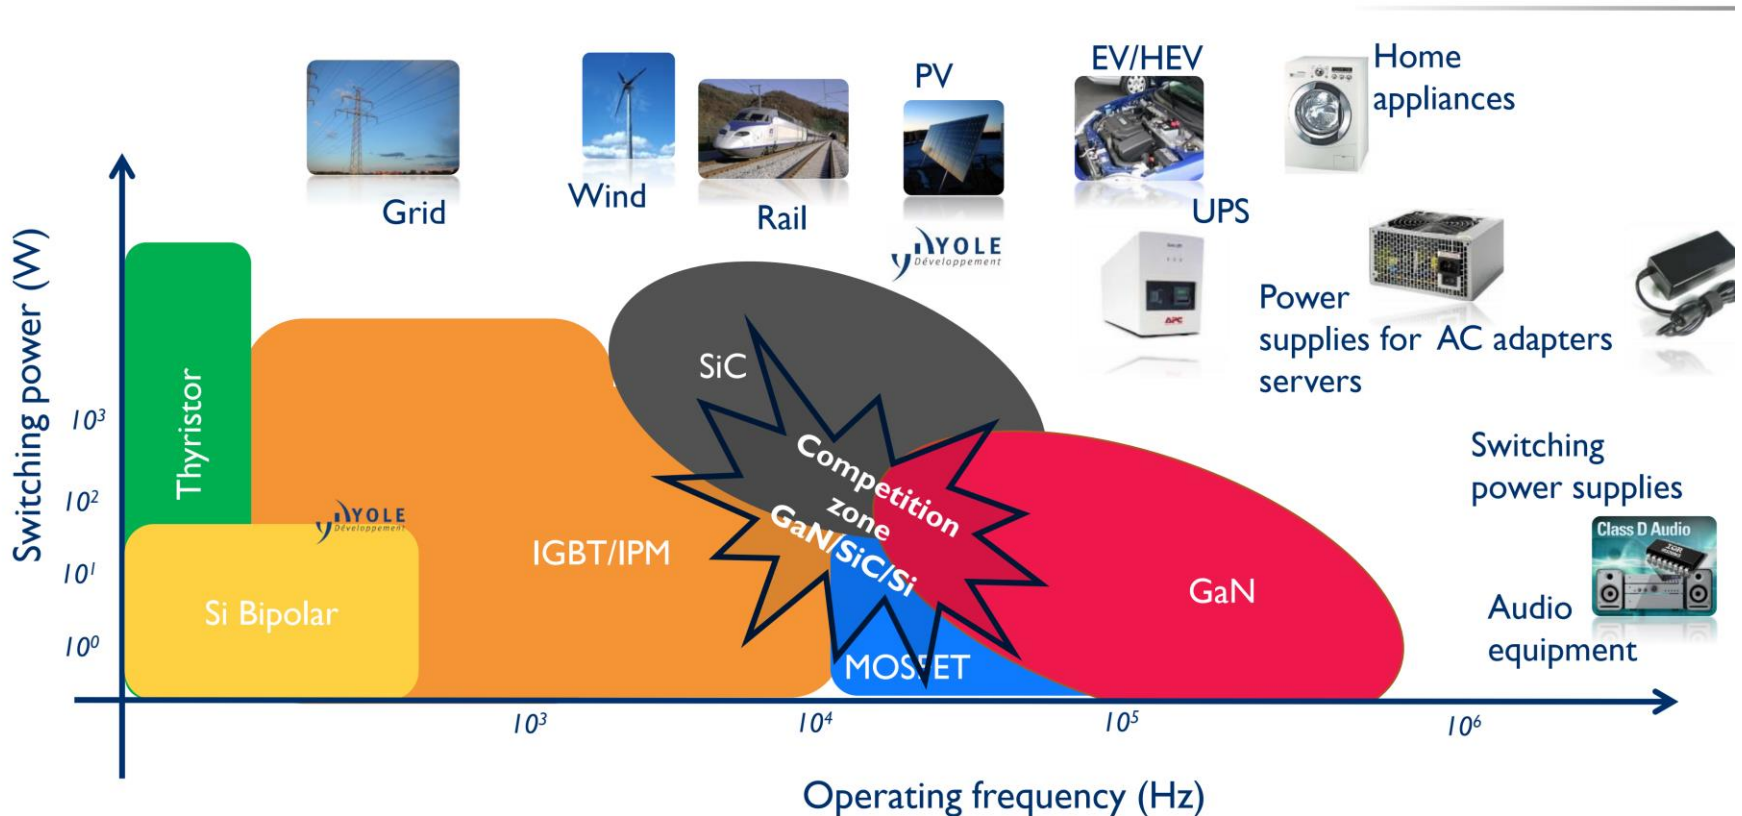 Grid
Wind
Rail
PV
EV/HEV
Home
appliances
UPS
YOLE
Développement
APC
Power
supplies for AC adapters
servers
Switching
power supplies
Class D Audio
IOR
Audio
equipment
Switching power (W)
10³
10²
10¹
10⁰
Thyristor
Si Bipolar
YOLE
Développement
IGBT/IPM
SiC
Competition
zone
GaN/SiC/Si
MOSFET
GaN
10³
10⁴
10⁵
10⁶
Operating frequency (Hz)